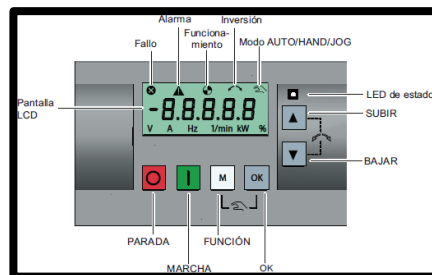 Alarma
Inversión
Funciona-
miento
Fallo
Modo AUTO/HAND/JOG
Pantalla
LCD
-8.8.8.8.8
V A Hz 1/min kW %
LED de estado
SUBIR
BAJAR
M
OK
PARADA
FUNCIÓN
MARCHA
OK